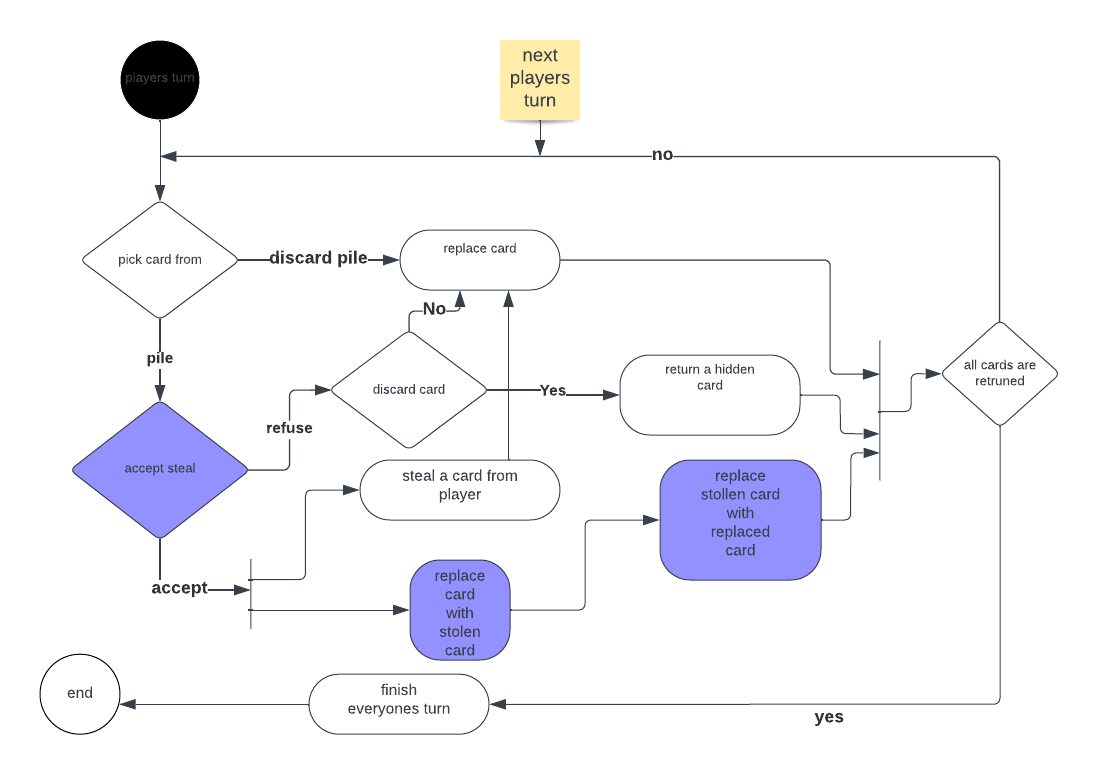 players turn
next
players
turn
no
pick card from
discard pile
replace card
No
pile
discard card
Yes
return a hidden
card
all cards are
retruned
refuse
accept steal
steal a card from
player
replace
stollen card
with
replaced
card
accept
replace
card
with
stolen
card
end
finish
everyones turn
yes